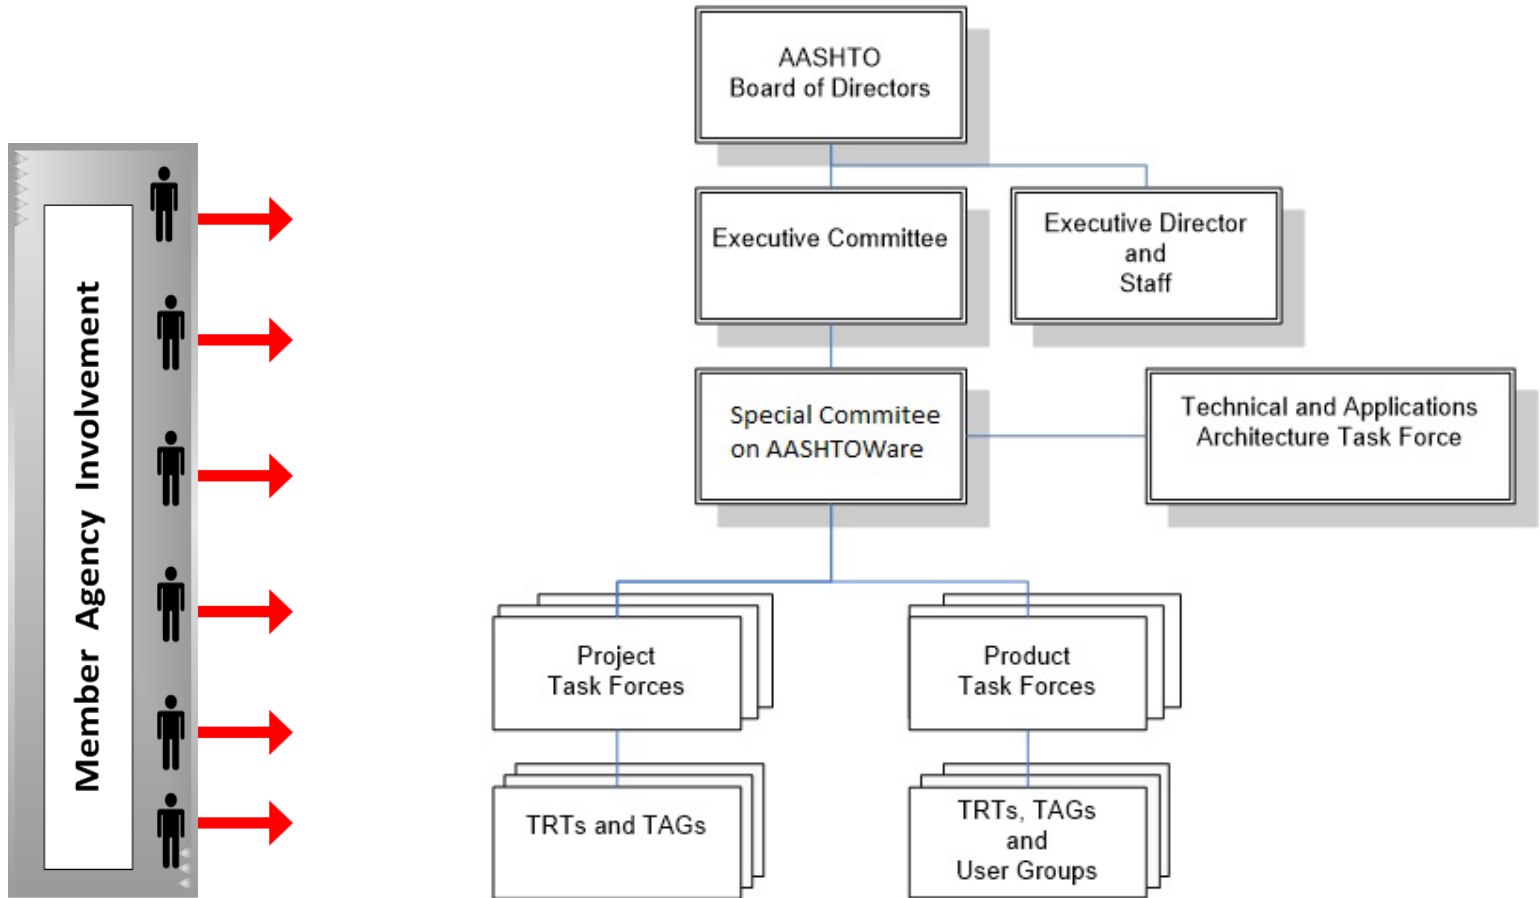 AASHTO
Board of Directors
Executive Committee
Executive Director
and
Staff
Special Commitee
on AASHTOWare
Technical and Applications
Architecture Task Force
Project
Task Forces
Product
Task Forces
TRTs and TAGs
TRTs, TAGs
and
User Groups
Member Agency Involvement